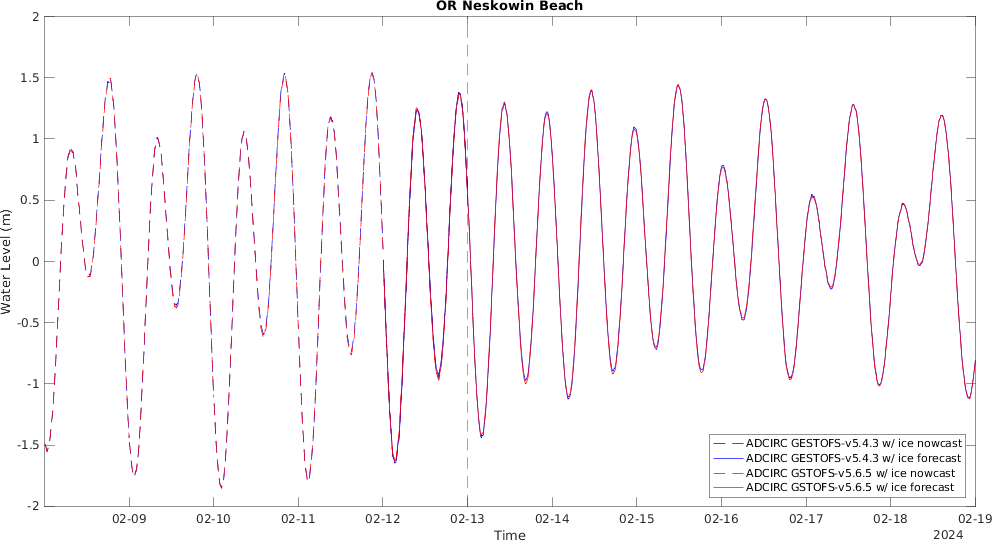 OR Neskowin Beach
2
1.5
1
0.5
0
-0.5
-1
-1.5
-2
Water Level (m)
02-09 02-10 02-11 02-12 02-13 02-14 02-15 02-16 02-17 02-18 02-19
Time
2024
ADCIRC GESTOFS-v5.4.3 w/ ice nowcast
ADCIRC GESTOFS-v5.4.3 w/ ice forecast
ADCIRC GSTOFS-v5.6.5 w/ ice nowcast
ADCIRC GSTOFS-v5.6.5 w/ ice forecast